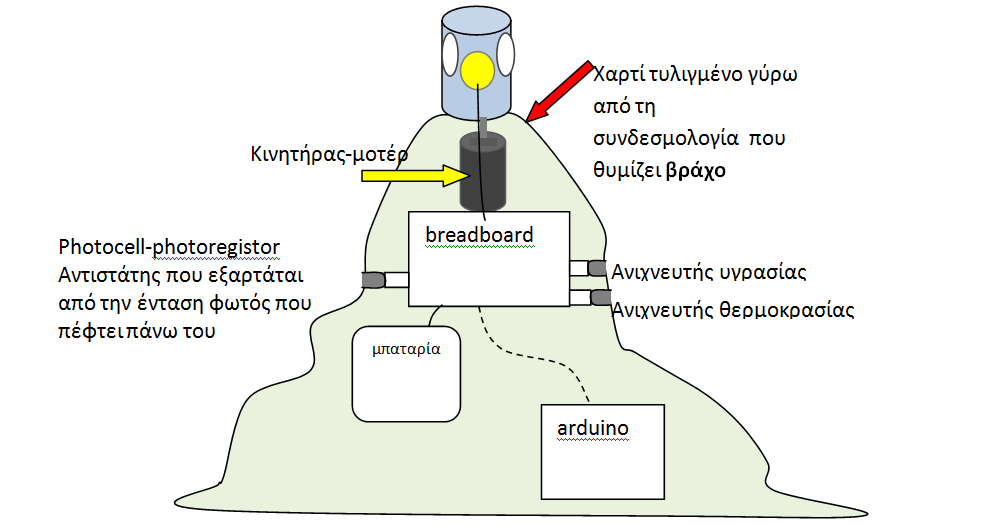 Χαρτί τυλιγμένο γύρω
από τη
συνδεσμολογία που
θυμίζει βράχο
Κινητήρας-μοτέρ
breadboard
Photocell-photoregistor
Αντιστάτης που εξαρτάται
από την ένταση φωτός που
πέφτει πάνω του
Ανιχνευτής υγρασίας
Ανιχνευτής θερμοκρασίας
μπαταρία
arduino